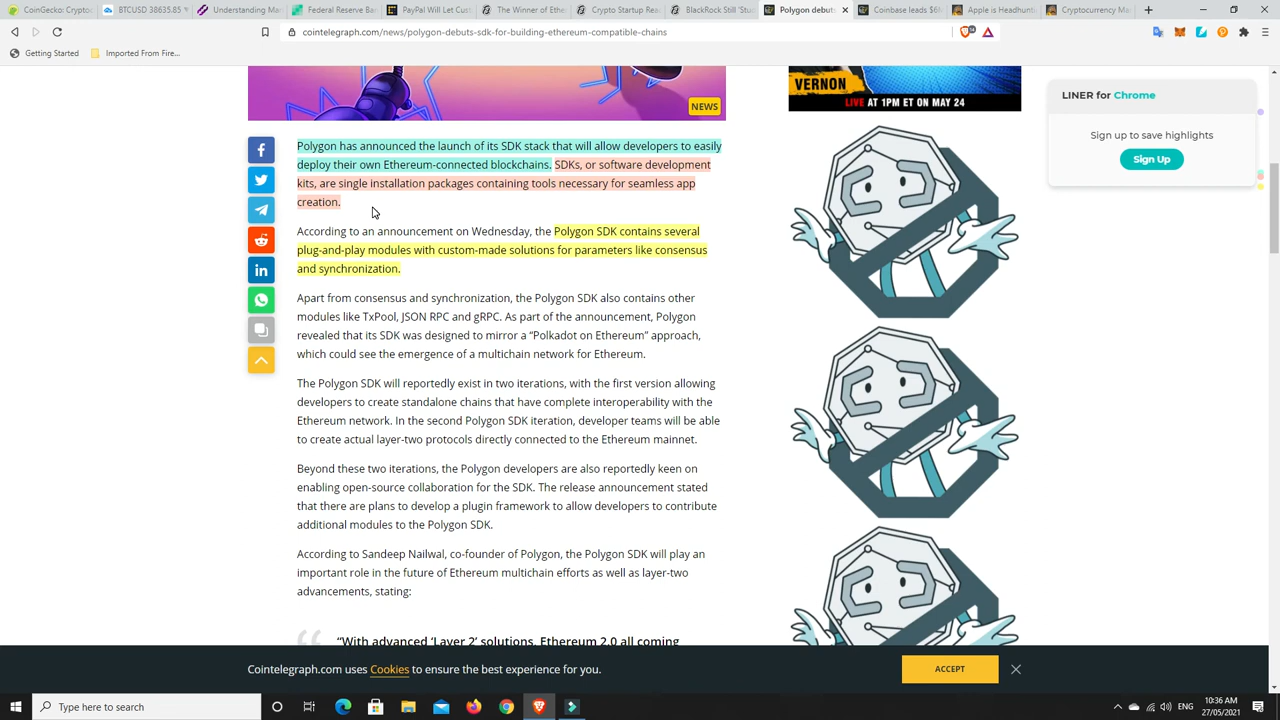 CoinGecko: Crypto
BTCUSD 38635.85
Understanding Mar
Federal Reserve Ban
PayPal Will Let Cust
The Winner of Ether
Crypto Startup Rea
BlackRock Still 'Stud
Polygon debut
Coinbase leads $6
Apple is Headhunti
Cryptocurrency Ma
cointelegraph.com/news/polygon-debuts-sdk-for-building-ethereum-compatible-chains
Getting Started
Imported From Fire...
NEWS
VERNON
LIVE AT 1PM ET ON MAY 24
LINER for Chrome
Sign up to save highlights
Sign Up
Polygon has announced the launch of its SDK stack that will allow developers to easily
deploy their own Ethereum-connected blockchains. SDKs, or software development
kits, are single installation packages containing tools necessary for seamless app
creation.
According to an announcement on Wednesday, the Polygon SDK contains several
plug-and-play modules with custom-made solutions for parameters like consensus
and synchronization.
Apart from consensus and synchronization, the Polygon SDK also contains other
modules like TxPool, JSON RPC and gRPC. As part of the announcement, Polygon
revealed that its SDK was designed to mirror a “Polkadot on Ethereum” approach,
which could see the emergence of a multichain network for Ethereum.
The Polygon SDK will reportedly exist in two iterations, with the first version allowing
developers to create standalone chains that have complete interoperability with the
Ethereum network. In the second Polygon SDK iteration, developer teams will be able
to create actual layer-two protocols directly connected to the Ethereum mainnet.
Beyond these two iterations, the Polygon developers are also reportedly keen on
enabling open-source collaboration for the SDK. The release announcement stated
that there are plans to develop a plugin framework to allow developers to contribute
additional modules to the Polygon SDK.
According to Sandeep Nailwal, co-founder of Polygon, the Polygon SDK will play an
important role in the future of Ethereum multichain efforts as well as layer-two
advancements, stating:
“With advanced ‘Layer 2’ solutions, Ethereum 2.0 all coming
Cointelegraph.com uses Cookies to ensure the best experience for you.
ACCEPT
Type here to search
ENG
10:36 AM
27/05/2021